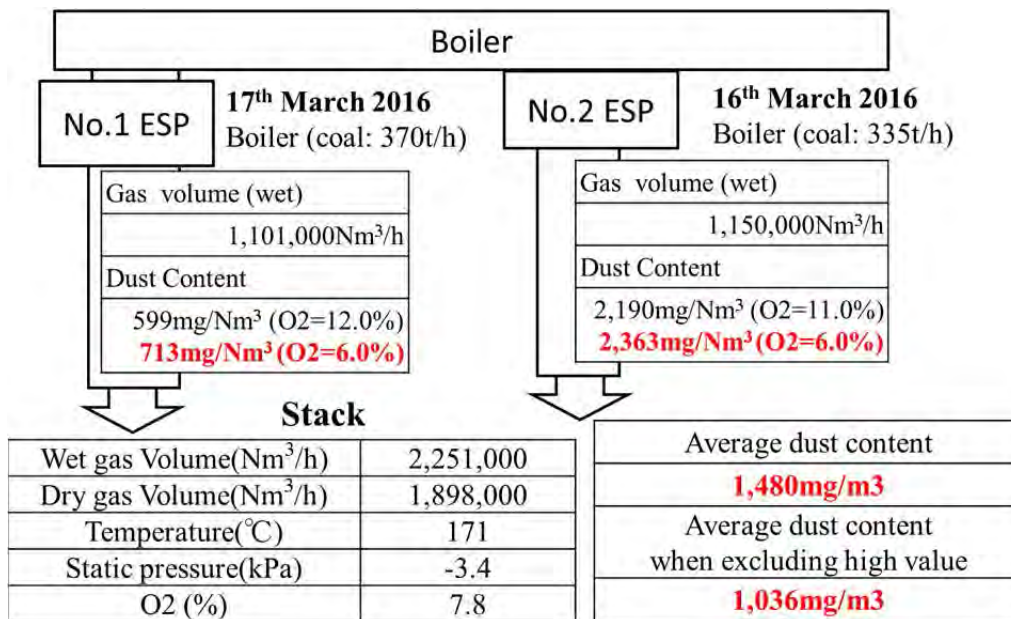 Boiler
No.1 ESP
17th March 2016
Boiler (coal: 370t/h)
Gas volume (wet)
1,101,000Nm³/h
Dust Content
599mg/Nm³ (O2=12.0%)
713mg/Nm³ (O2=6.0%)
No.2 ESP
16th March 2016
Boiler (coal: 335t/h)
Gas volume (wet)
1,150,000Nm³/h
Dust Content
2,190mg/Nm³ (O2=11.0%)
2,363mg/Nm³ (O2=6.0%)
Stack
Wet gas Volume(Nm³/h) 2,251,000
Dry gas Volume(Nm³/h) 1,898,000
Temperature(℃) 171
Static pressure(kPa) -3.4
O2 (%) 7.8
Average dust content
1,480mg/m3
Average dust content
when excluding high value
1,036mg/m3